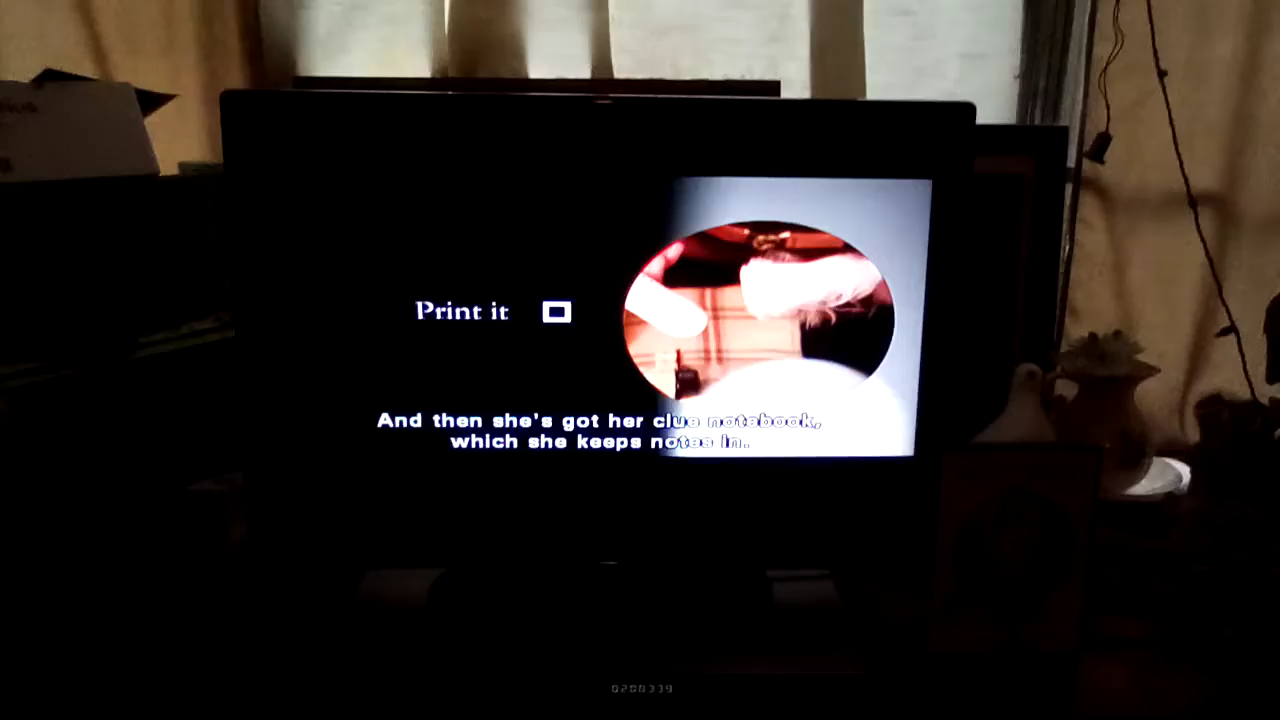 Print it
And then she's got her clue notebook,
which she keeps notes in.